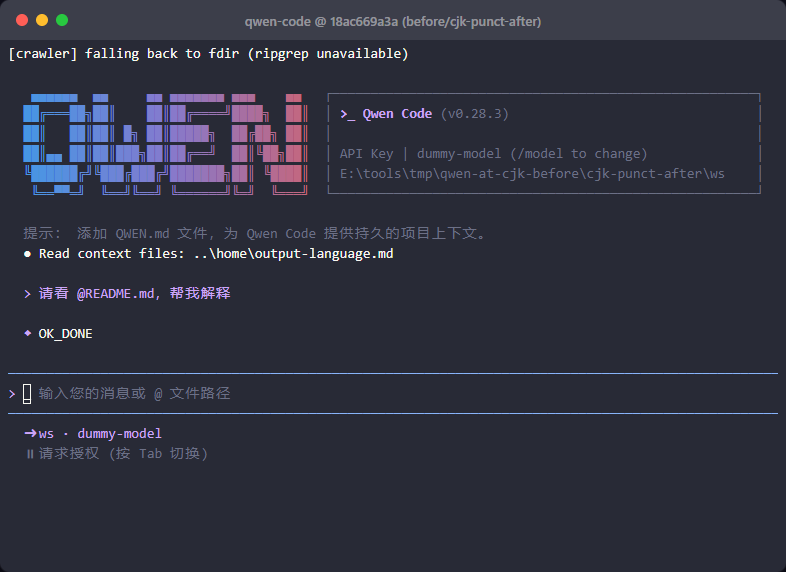 qwen-code @ 18ac669a3a (before/cjk-punct-after)
[crawler] falling back to fdir (ripgrep unavailable)
QWEN
>_ Qwen Code (v0.28.3)
API Key | dummy-model (/model to change)
E:\tools\tmp\qwen-at-cjk-before\cjk-punct-after\ws
提示: 添加 QWEN.md 文件，为 Qwen Code 提供持久的项目上下文。
● Read context files: ..\home\output-language.md
> 请看 @README.md，帮我解释
◆ OK_DONE
> 输入您的消息或 @ 文件路径
➜ws · dummy-model
⏸请求授权 (按 Tab 切换)